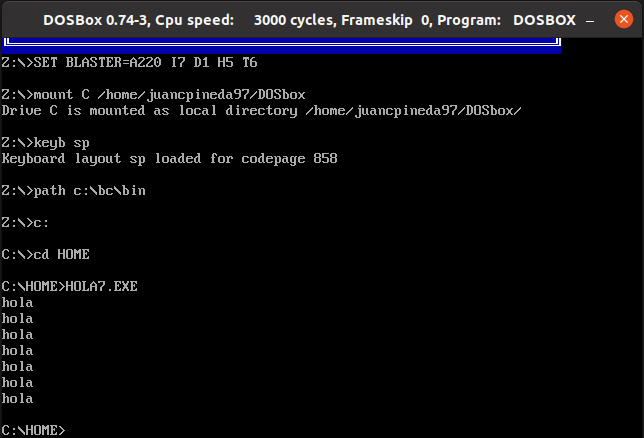 DOSBox 0.74-3, Cpu speed: 3000 cycles, Frameskip 0, Program: DOSBOX
Z:\>SET BLASTER=A220 I7 D1 H5 T6
Z:\>mount C /home/juancpineda97/DOSbox
Drive C is mounted as local directory /home/juancpineda97/DOSbox/
Z:\>keyb sp
Keyboard layout sp loaded for codepage 858
Z:\>path c:\bc\bin
Z:\>c:
C:\>cd HOME
C:\HOME>HOLA7.EXE
hola
hola
hola
hola
hola
hola
hola
C:\HOME>